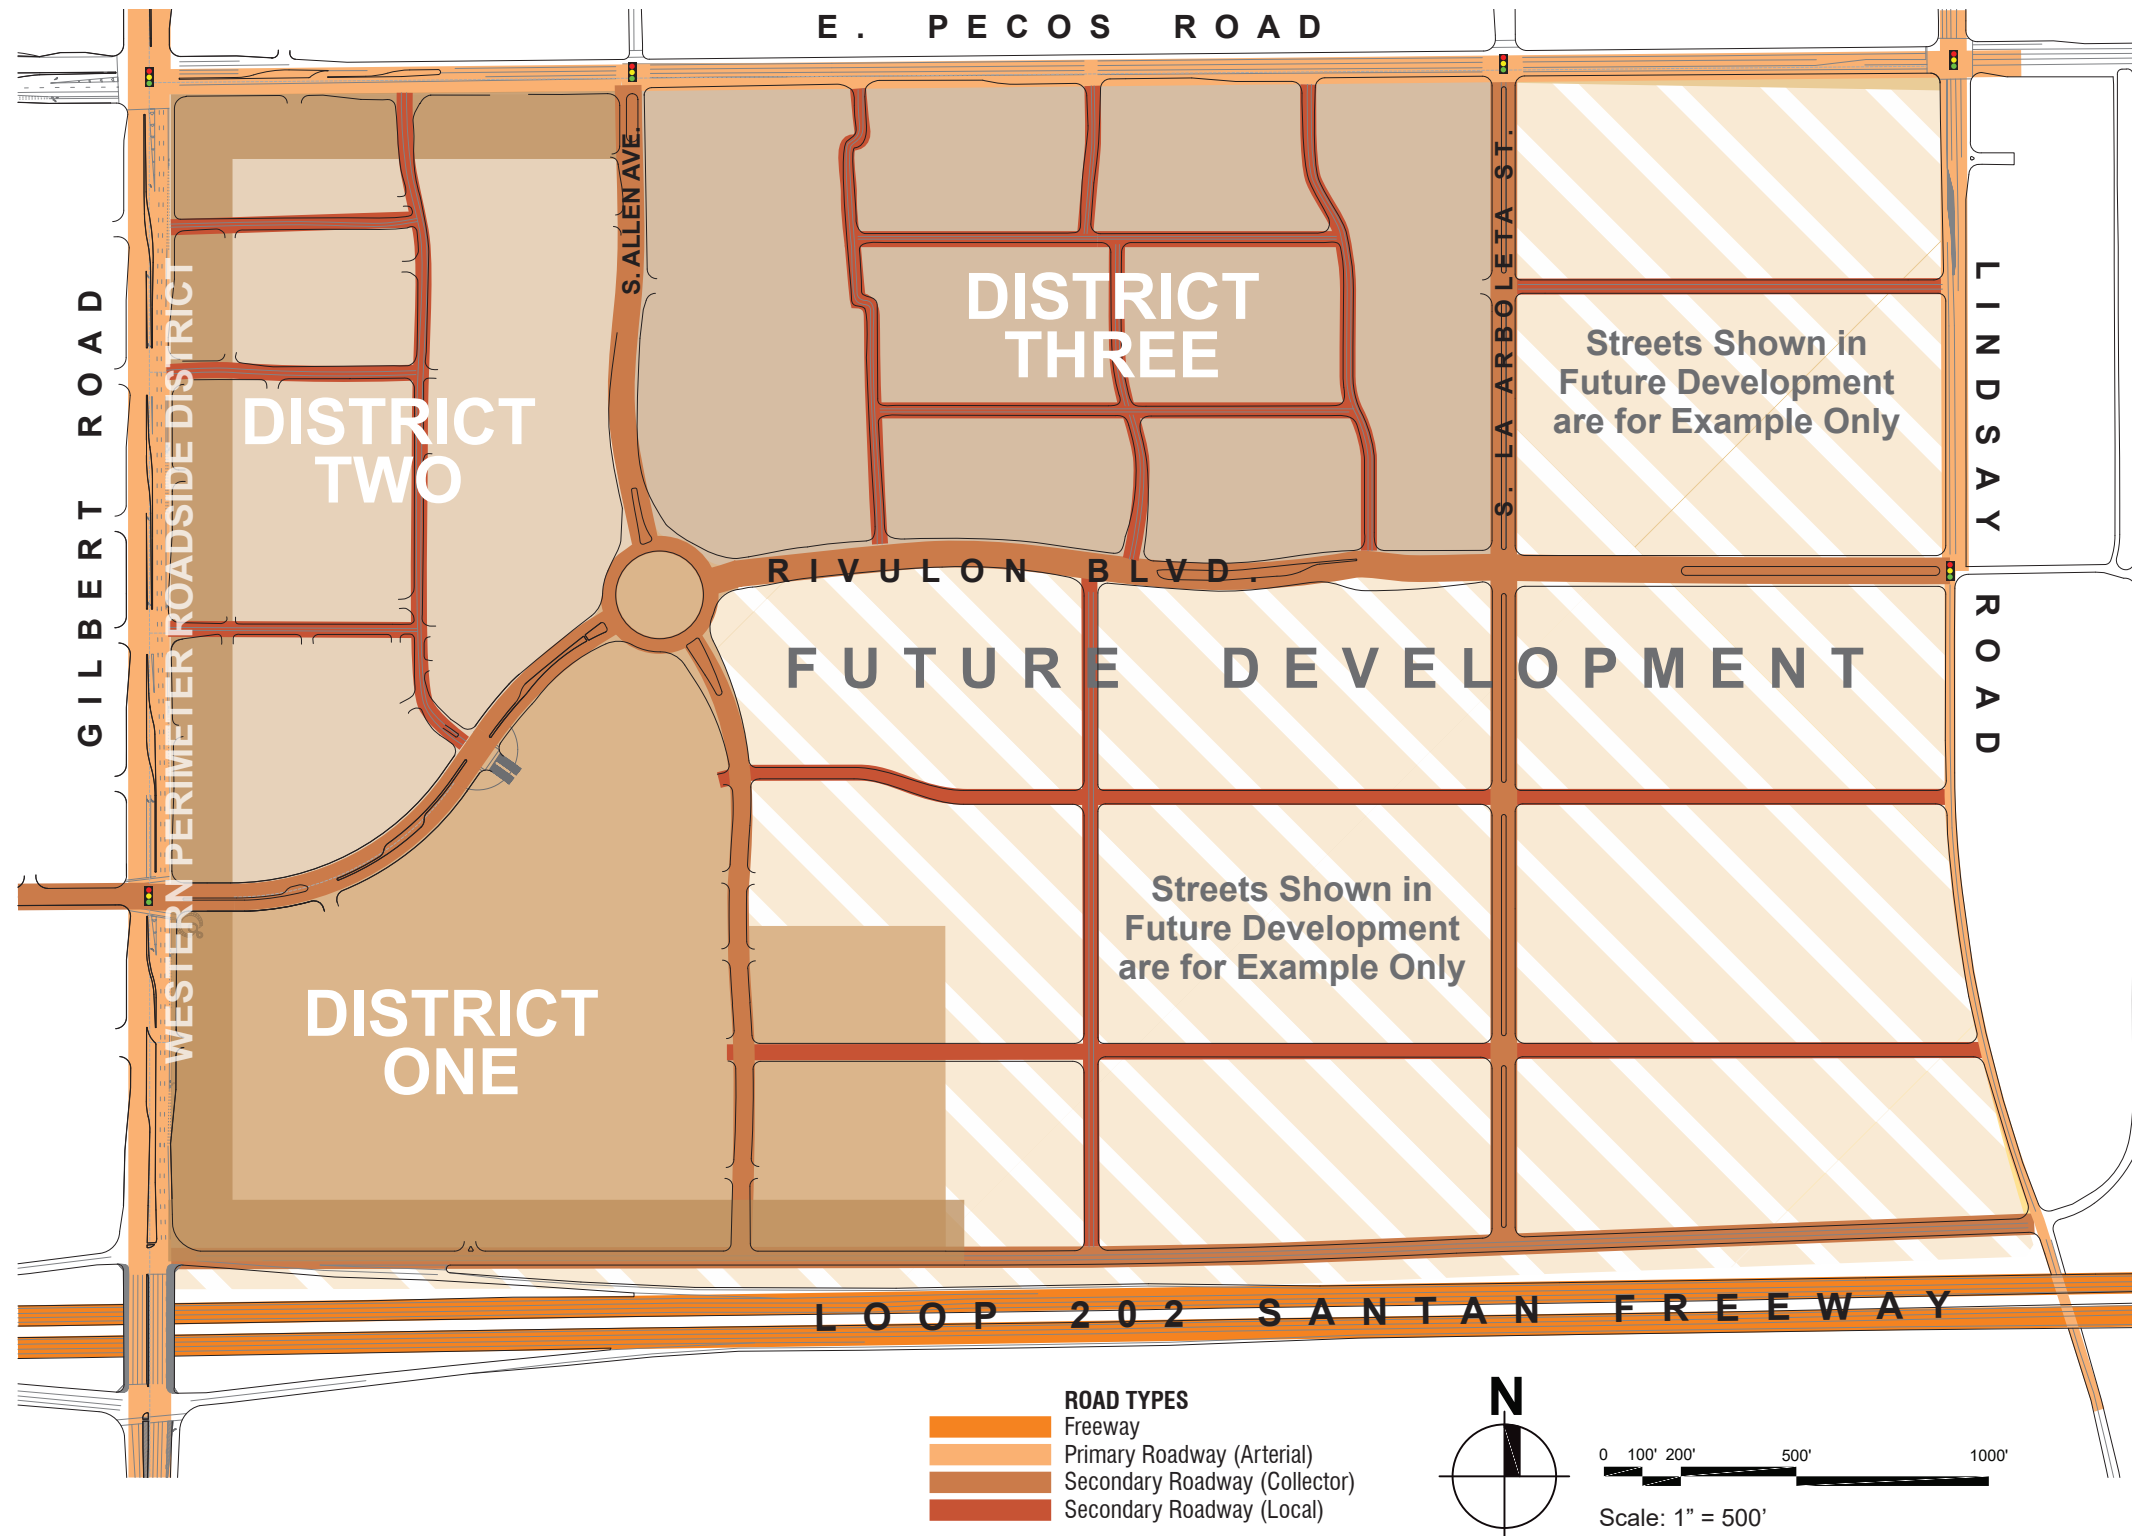 E. PECOS ROAD
S. ALLEN AVE.
S. LA ARBOLETA ST.
GILBERT ROAD
WESTERN PERIMETER ROADSIDE DISTRICT
LINDSAY ROAD
DISTRICT
THREE
DISTRICT
TWO
Streets Shown in
Future Development
are for Example Only
RIVULON BLVD.
FUTURE DEVELOPMENT
Streets Shown in
Future Development
are for Example Only
DISTRICT
ONE
LOOP 202 SANTAN FREEWAY
ROAD TYPES
Freeway
Primary Roadway (Arterial)
Secondary Roadway (Collector)
Secondary Roadway (Local)
N
0 100' 200' 500' 1000'
Scale: 1” = 500’